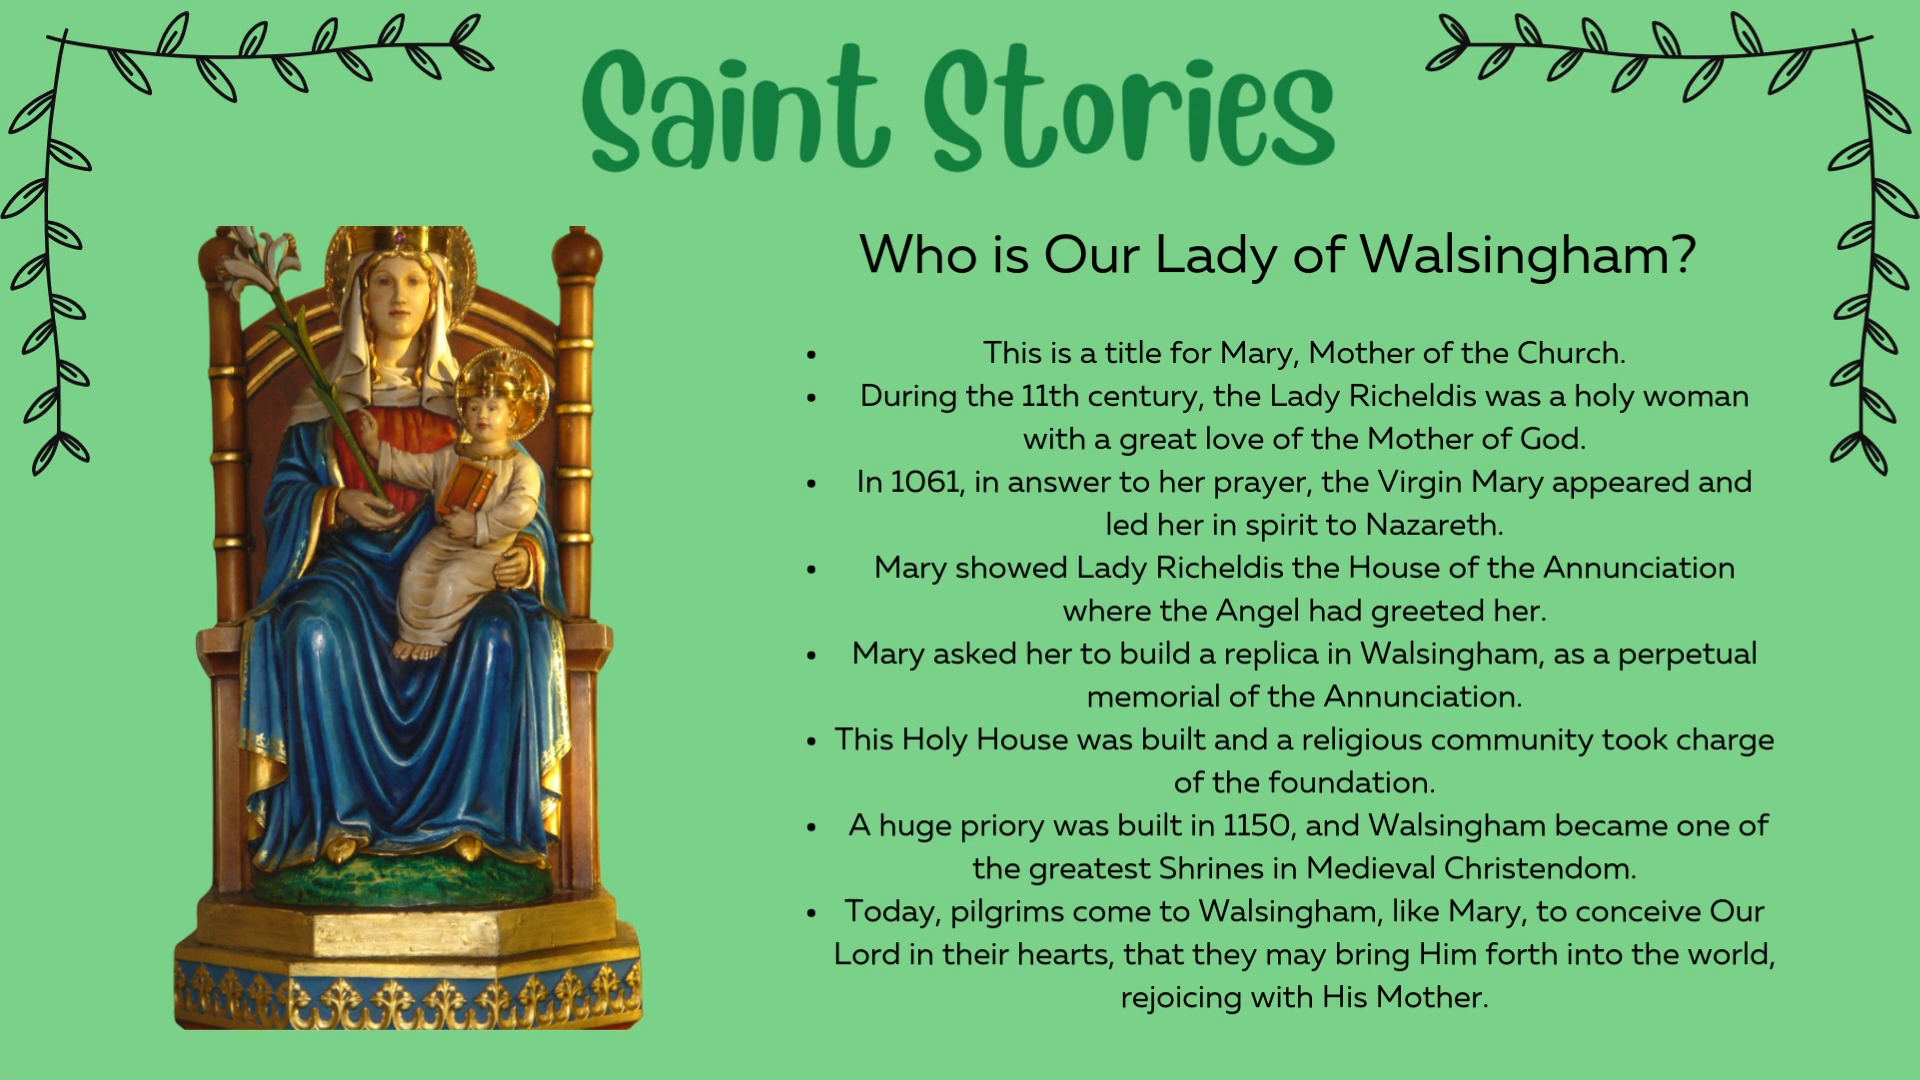 Saint Stories
Who is Our Lady of Walsingham?
• This is a title for Mary, Mother of the Church.
• During the 11th century, the Lady Richeldis was a holy woman
with a great love of the Mother of God.
• In 1061, in answer to her prayer, the Virgin Mary appeared and
led her in spirit to Nazareth.
• Mary showed Lady Richeldis the House of the Annunciation
where the Angel had greeted her.
• Mary asked her to build a replica in Walsingham, as a perpetual
memorial of the Annunciation.
• This Holy House was built and a religious community took charge
of the foundation.
• A huge priory was built in 1150, and Walsingham became one of
the greatest Shrines in Medieval Christendom.
• Today, pilgrims come to Walsingham, like Mary, to conceive Our
Lord in their hearts, that they may bring Him forth into the world,
rejoicing with His Mother.